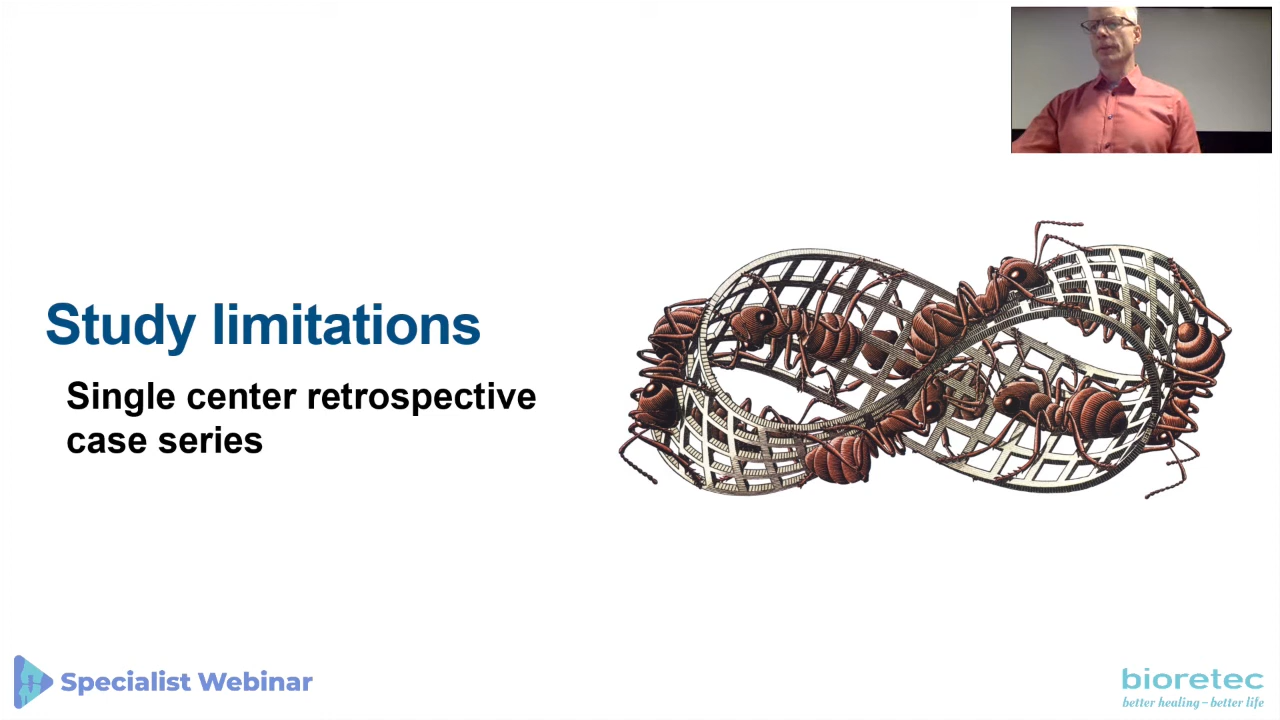 Study limitations
Single center retrospective
case series
Specialist Webinar
bioretec
better healing – better life